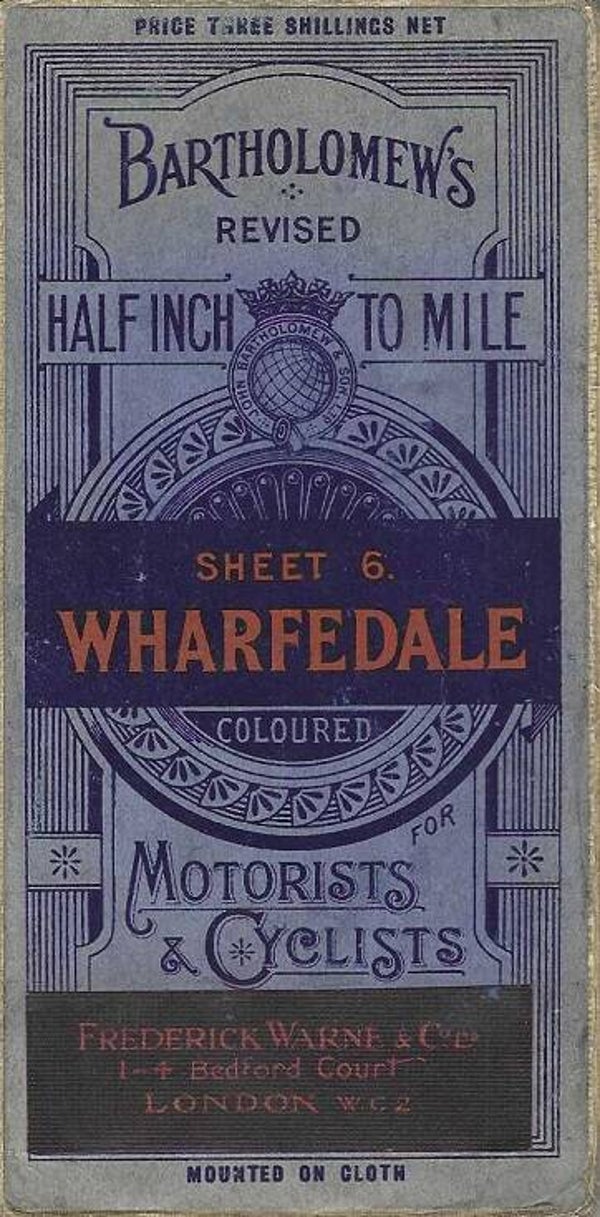 PRICE THREE SHILLINGS NET
BARTHOLOMEW'S
REVISED
HALF INCH TO MILE
JOHN BARTHOLOMEW & SON
SHEET 6.
WHARFEDALE
COLOURED
FOR
MOTORISTS
& CYCLISTS
FREDERICK WARNE & Co LD
1-4 Bedford Court
LONDON W.C.2
MOUNTED ON CLOTH